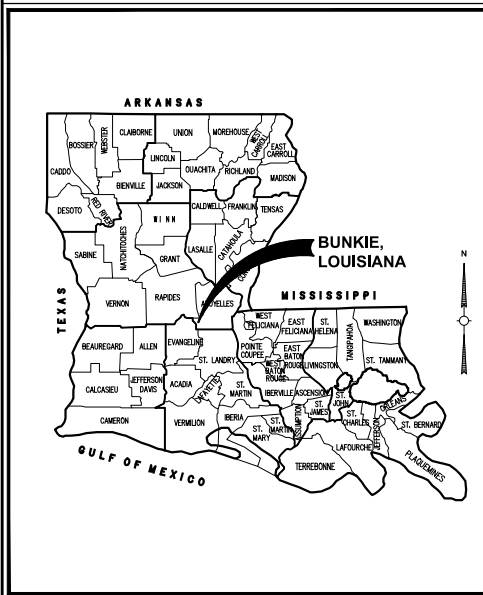 ARKANSAS
CADDO
BOSSIER
WEBSTER
CLAIBORNE
UNION
MOREHOUSE
WEST
CARROLL
EAST
CARROLL
LINCOLN
OUACHITA
RICHLAND
MADISON
BIENVILLE
JACKSON
DESOTO
RED RIVER
CALDWELL
FRANKLIN
TENSAS
WINN
SABINE
NATCHITOCHES
GRANT
LASALLE
CATAHOULA
BUNKIE,
LOUISIANA
N
TEXAS
VERNON
RAPIDES
MISSISSIPPI
WEST
FELICIANA
EAST
FELICIANA
ST.
HELENA
TANGIPAHOA
WASHINGTON
BEAUREGARD
ALLEN
EVANGELINE
ST. LANDRY
POINTE
COUPEE
WEST
BATON
ROUGE
EAST
BATON
ROUGE
LIVINGSTON
ST. TAMMANY
CALCASIEU
JEFFERSON
DAVIS
ACADIA
LAFAYETTE
ST.
MARTIN
IBERVILLE
ASCENSION
ST.
JAMES
ST.
JOHN
ORLEANS
CAMERON
VERMILION
IBERIA
ST.
MARTIN
ST.
MARY
ASSUMPTION
ST.
CHARLES
JEFFERSON
ST. BERNARD
LAFOURCHE
TERREBONNE
PLAQUEMINES
GULF OF MEXICO